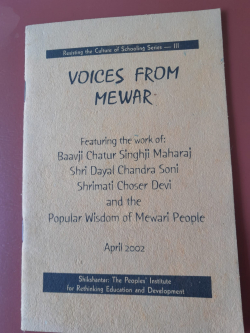 Resisting the Culture of Schooling Series — III
VOICES FROM
MEWAR
Featuring the work of:
Baavji Chatur Singhji Maharaj
Shri Dayal Chandra Soni
Shrimati Choser Devi
and the
Popular Wisdom of Mewari People
April 2002
Shikshantar: The Peoples' Institute
for Rethinking Education and Development